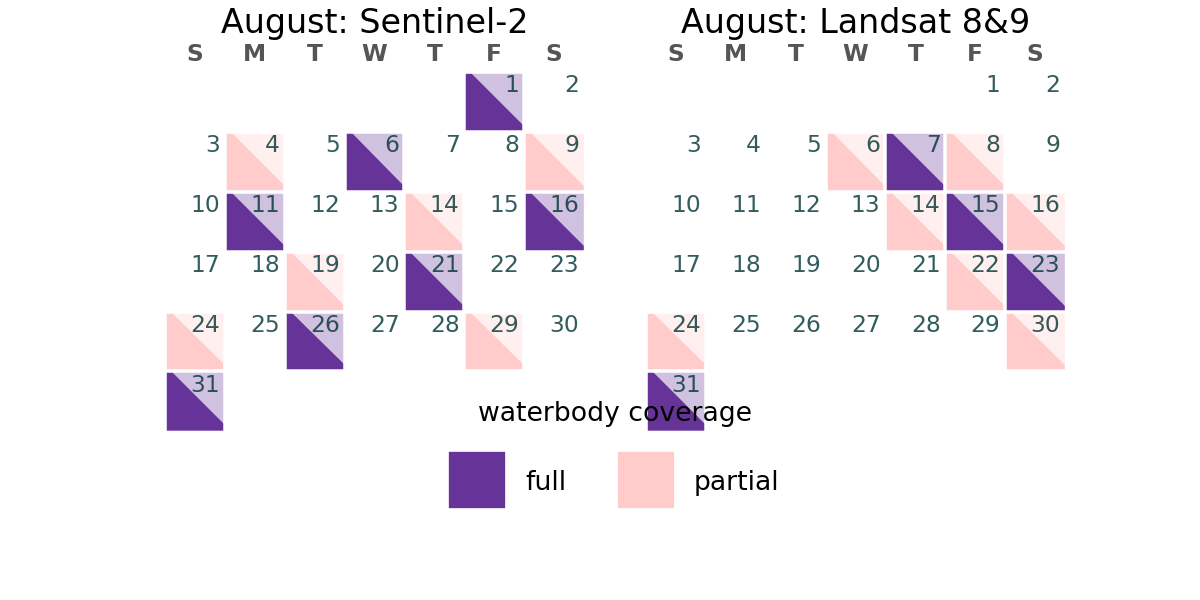 August: Sentinel-2
S M T W T F S
1 2
3 4 5 6 7 8 9
10 11 12 13 14 15 16
17 18 19 20 21 22 23
24 25 26 27 28 29 30
31
August: Landsat 8&9
S M T W T F S
1 2
3 4 5 6 7 8 9
10 11 12 13 14 15 16
17 18 19 20 21 22 23
24 25 26 27 28 29 30
31
waterbody coverage
full partial